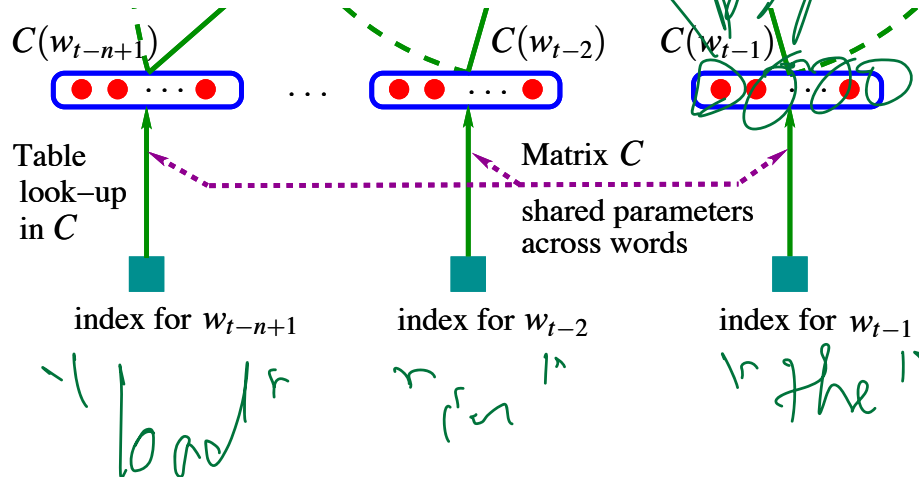 C(w_{t−n+1}) C(w_{t−2}) C(w_{t−1})
... ... ... ...
Table
look−up
in C
Matrix C
shared parameters
across words
index for w_{t−n+1} index for w_{t−2} index for w_{t−1}
"in" "the"